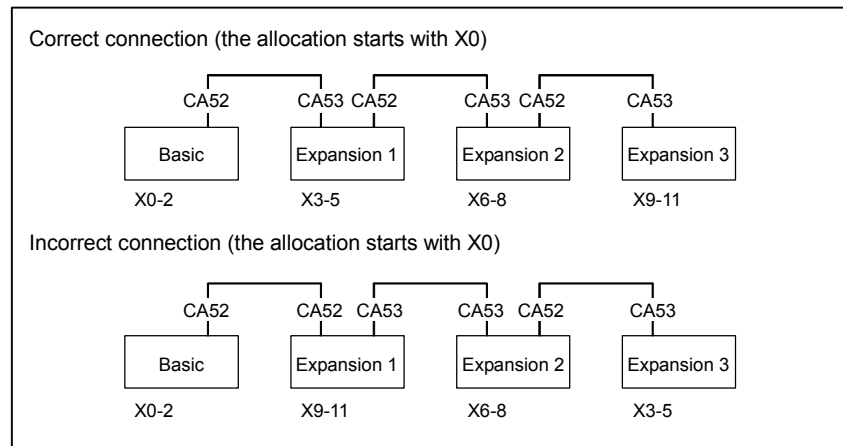 Correct connection (the allocation starts with X0)
CA52 CA53 CA52 CA53 CA52 CA53
Basic Expansion 1 Expansion 2 Expansion 3
X0-2 X3-5 X6-8 X9-11
Incorrect connection (the allocation starts with X0)
CA52 CA52 CA53 CA53 CA52 CA53
Basic Expansion 1 Expansion 2 Expansion 3
X0-2 X9-11 X6-8 X3-5